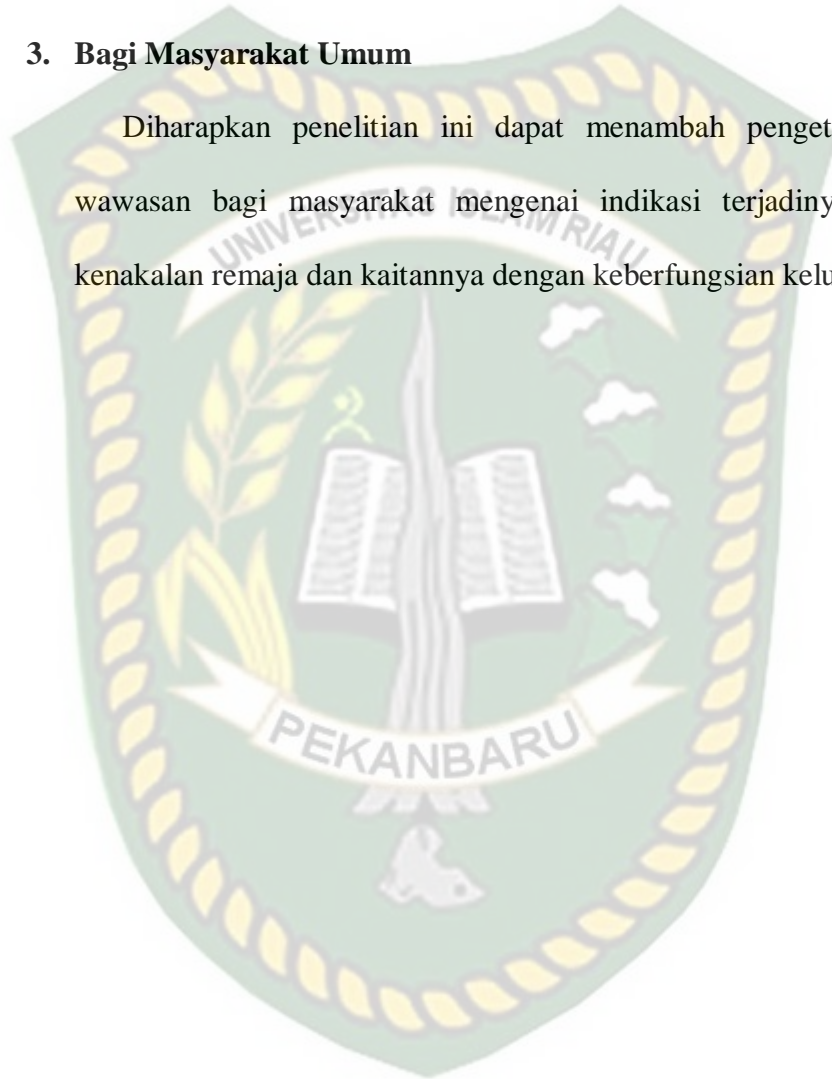 3. Bagi Masyarakat Umum
Diharapkan penelitian ini dapat menambah penget
wawasan bagi masyarakat mengenai indikasi terjadiny
kenakalan remaja dan kaitannya dengan keberfungsian kelu
UNIVERSITAS ISLAM RIAU
PEKANBARU